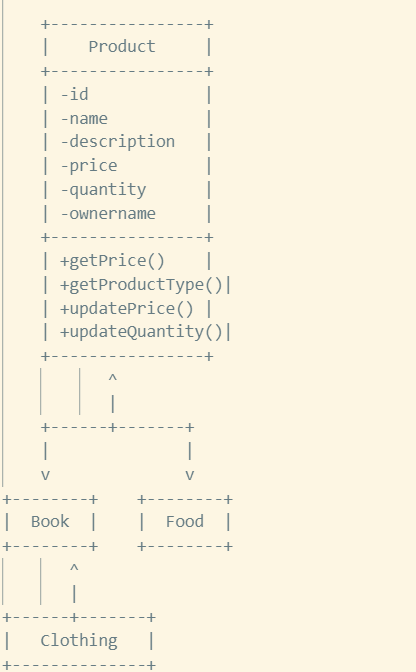 +----------------+
|    Product     |
+----------------+
| -id            |
| -name          |
| -description   |
| -price         |
| -quantity      |
| -ownername     |
+----------------+
| +getPrice()    |
| +getProductType()|
| +updatePrice() |
| +updateQuantity()|
+----------------+
^
|
+------+-------+
|              |
v              v
+--------+    +--------+
|  Book  |    |  Food  |
+--------+    +--------+
^
|
+------+-------+
|   Clothing   |
+--------------+